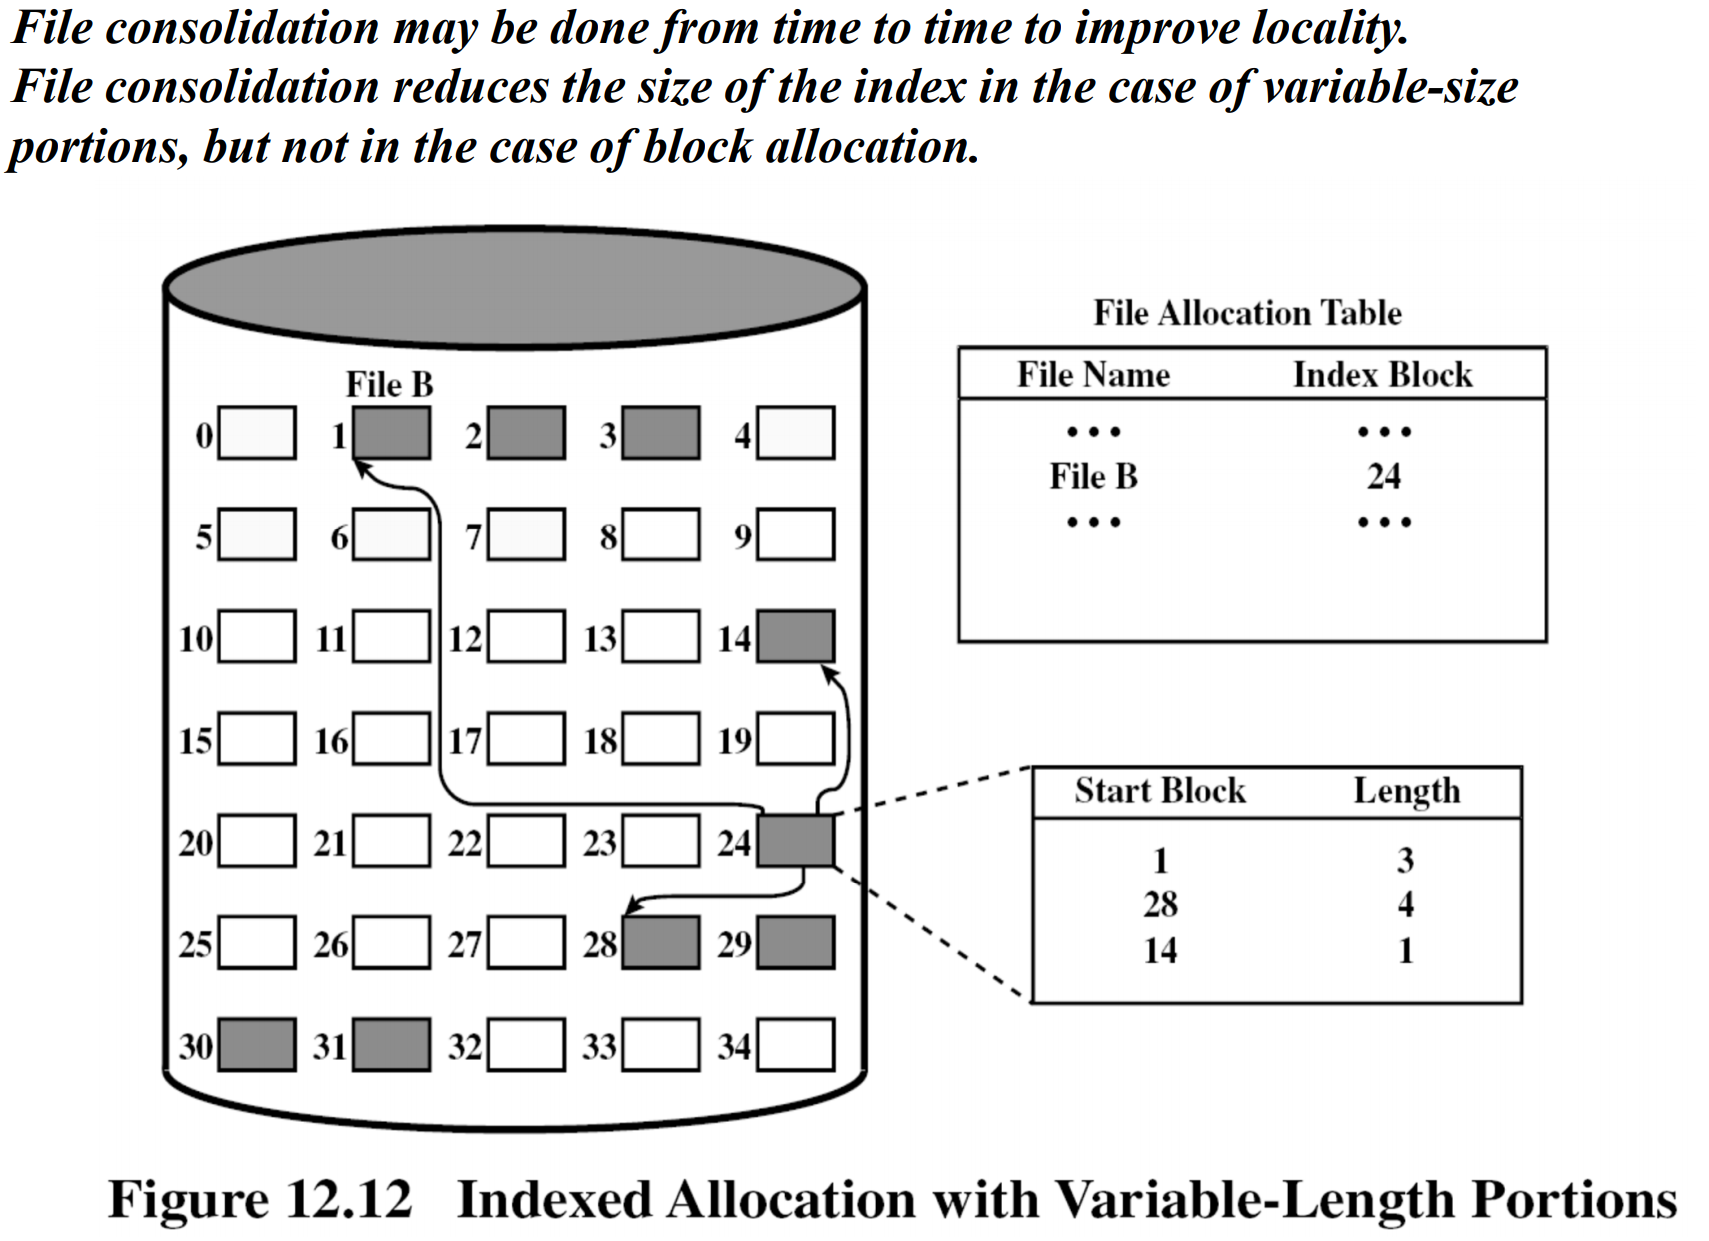 File consolidation may be done from time to time to improve locality.
File consolidation reduces the size of the index in the case of variable-size
portions, but not in the case of block allocation.
File B
0 1 2 3 4
5 6 7 8 9
10 11 12 13 14
15 16 17 18 19
20 21 22 23 24
25 26 27 28 29
30 31 32 33 34
File Allocation Table
File Name Index Block
••• •••
File B 24
••• •••
Start Block Length
1 3
28 4
14 1
Figure 12.12 Indexed Allocation with Variable-Length Portions